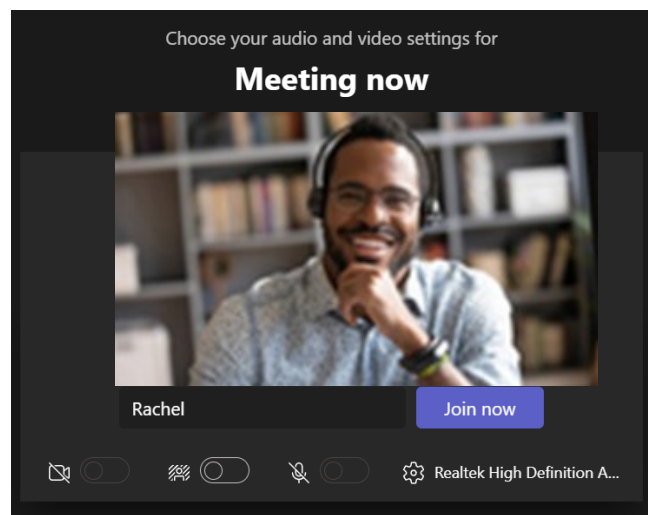 Choose your audio and video settings for
Meeting now
Rachel
Join now
Realtek High Definition A...